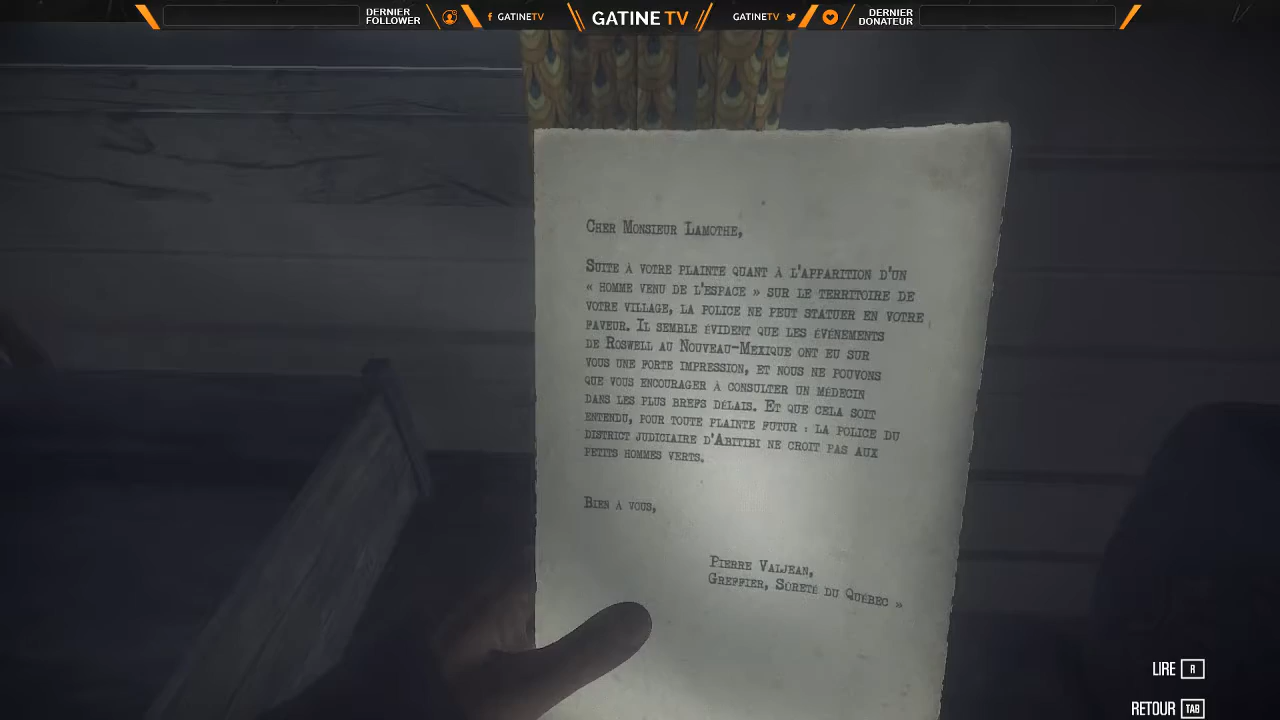 DERNIER
FOLLOWER
GATINETV
GATINE TV
GATINETV
DERNIER
DONATEUR
Cher Monsieur Lamothe,
Suite à votre plainte quant à l'apparition d'un
« homme venu de l'espace » sur le territoire de
votre village, la police ne peut statuer en votre
faveur. Il semble évident que les événements
de Roswell au Nouveau-Mexique ont eu sur
vous une forte impression, et nous ne pouvons
que vous encourager à consulter un médecin
dans les plus brefs délais. Et que cela soit
entendu, pour toute plainte futur : la police du
district judiciaire d'Abitibi ne croit pas aux
petits hommes verts.
Bien à vous,
Pierre Valjean,
Greffier, Sûreté du Québec »
LIRE R
RETOUR TAB